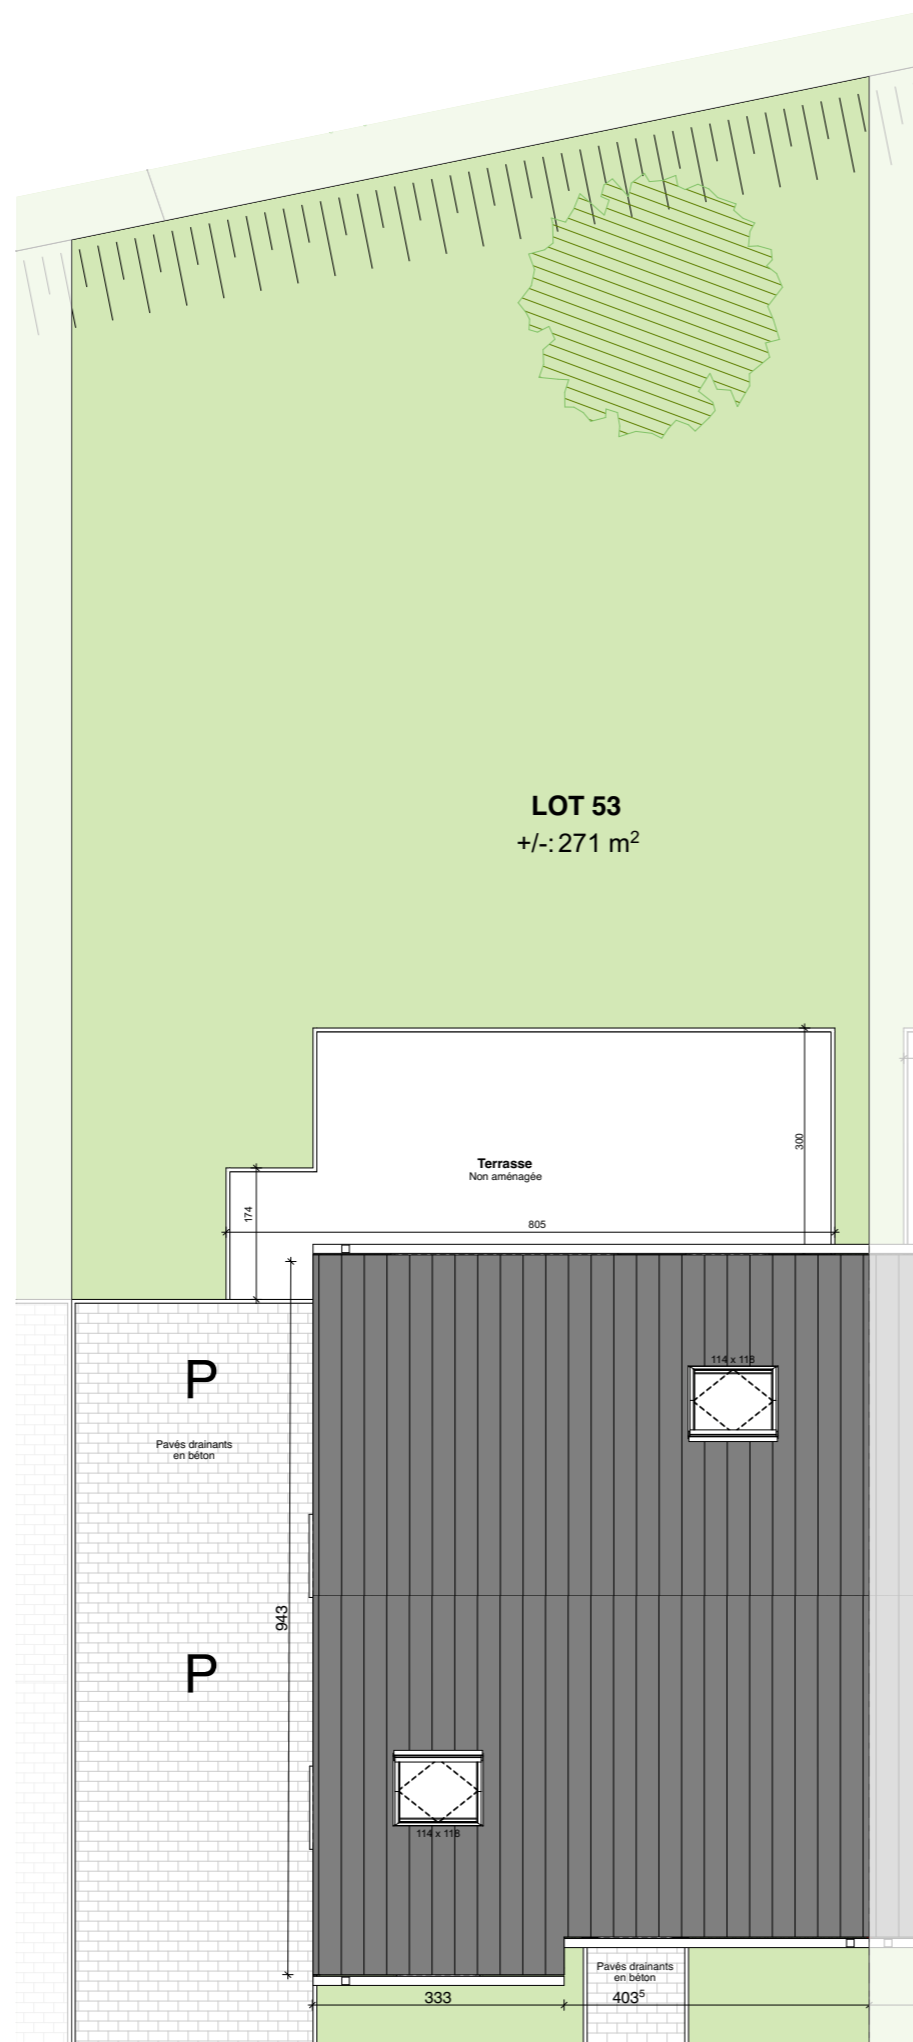 LOT 53
+/-: 271 m²
300
Terrasse
Non aménagée
174
805
114 x 118
P
Pavés drainants
en béton
943
P
114 x 118
Pavés drainants
en béton
333
403⁵